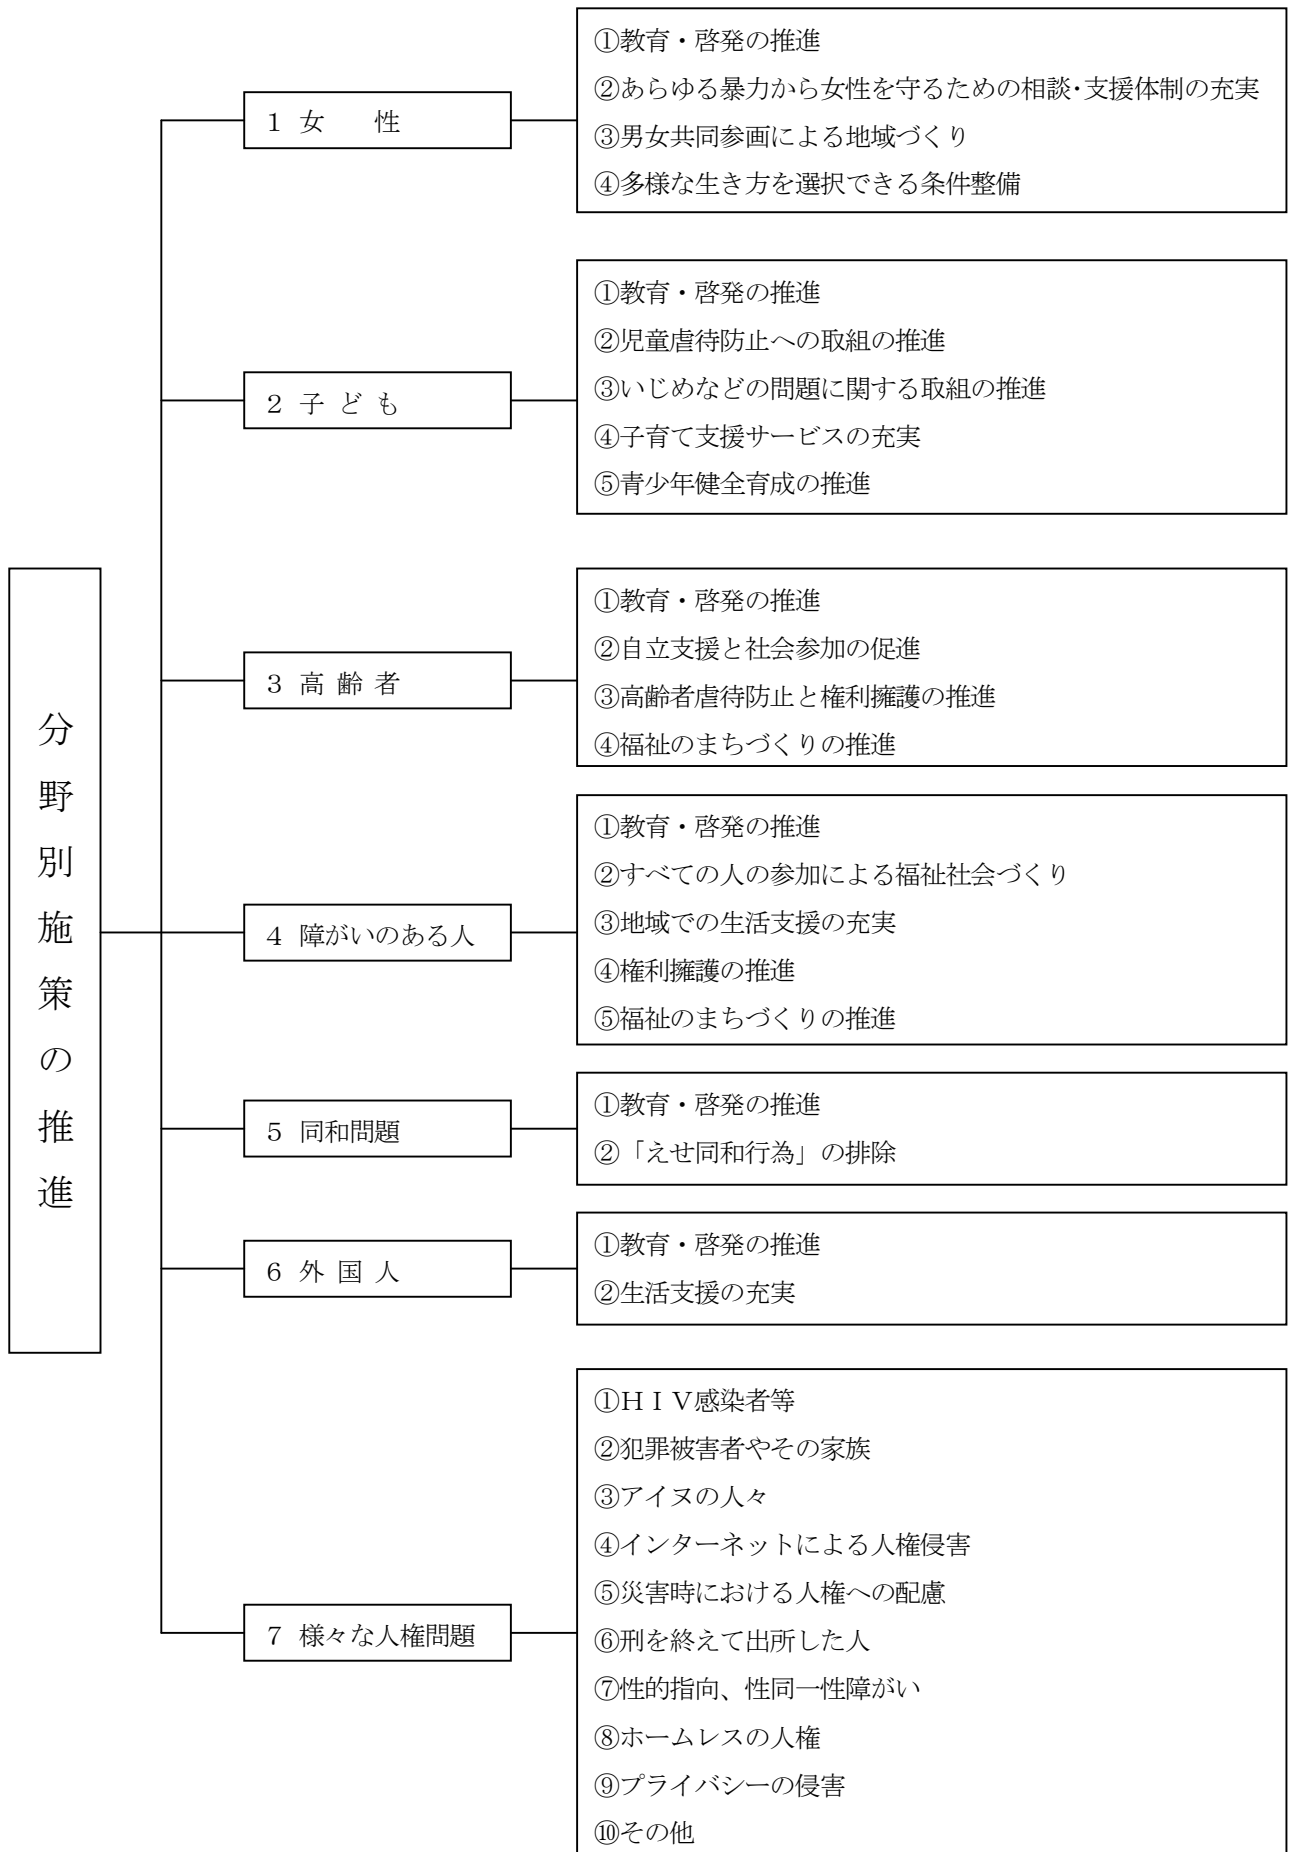 分野別施策の推進
１ 女　　性
①教育・啓発の推進
②あらゆる暴力から女性を守るための相談・支援体制の充実
③男女共同参画による地域づくり
④多様な生き方を選択できる条件整備
２ 子 ど も
①教育・啓発の推進
②児童虐待防止への取組の推進
③いじめなどの問題に関する取組の推進
④子育て支援サービスの充実
⑤青少年健全育成の推進
３ 高 齢 者
①教育・啓発の推進
②自立支援と社会参加の促進
③高齢者虐待防止と権利擁護の推進
④福祉のまちづくりの推進
４ 障がいのある人
①教育・啓発の推進
②すべての人の参加による福祉社会づくり
③地域での生活支援の充実
④権利擁護の推進
⑤福祉のまちづくりの推進
５ 同和問題
①教育・啓発の推進
②「えせ同和行為」の排除
６ 外 国 人
①教育・啓発の推進
②生活支援の充実
７ 様々な人権問題
①ＨＩＶ感染者等
②犯罪被害者やその家族
③アイヌの人々
④インターネットによる人権侵害
⑤災害時における人権への配慮
⑥刑を終えて出所した人
⑦性的指向、性同一性障がい
⑧ホームレスの人権
⑨プライバシーの侵害
⑩その他